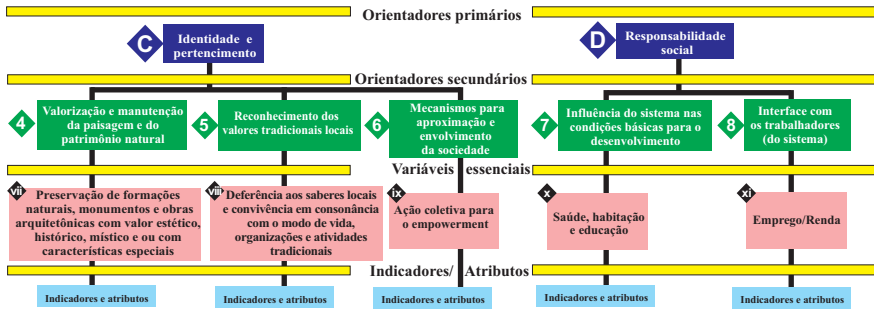 Orientadores primários
C
Identidade e
pertencimento
D
Responsabilidade
social
Orientadores secundários
4
Valorização e manutenção
da paisagem e do
patrimônio natural
5
Reconhecimento dos
valores tradicionais locais
6
Mecanismos para
aproximação e
envolvimento
da sociedade
7
Influência do sistema nas
condições básicas para o
desenvolvimento
8
Interface com
os trabalhadores
(do sistema)
Variáveis essenciais
vii
Preservação de formações
naturais, monumentos e obras
arquitetônicas com valor estético,
histórico, místico e ou com
características especiais
viii
Deferência aos saberes locais
e convivência em consonância
com o modo de vida,
organizações e atividades
tradicionais
ix
Ação coletiva para
o empowerment
x
Saúde, habitação
e educação
xi
Emprego/Renda
Indicadores/ Atributos
Indicadores e atributos
Indicadores e atributos
Indicadores e atributos
Indicadores e atributos
Indicadores e atributos